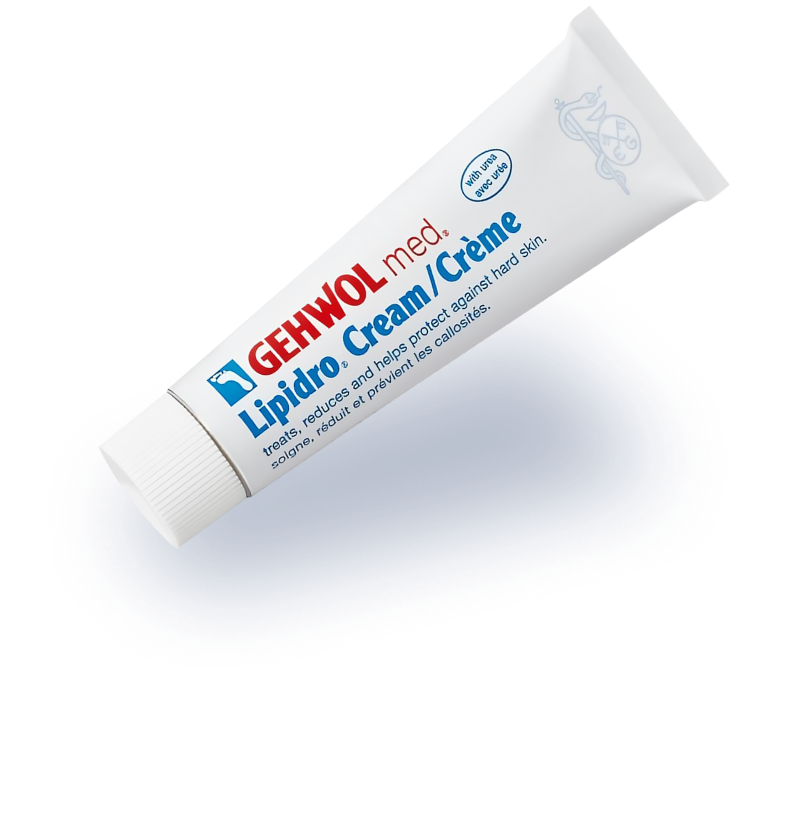 with urea
avec urée
GEHWOL med®
Lipidro® Cream/Crème
treats, reduces and helps protect against hard skin.
soigne, réduit et prévient les callosités.